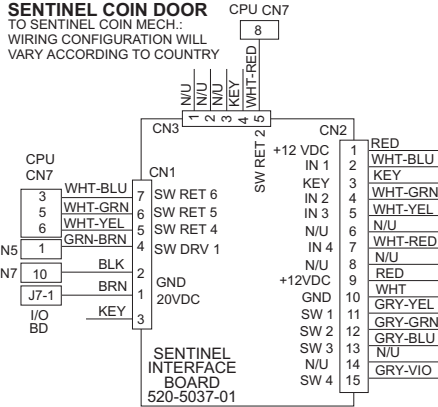 SENTINEL COIN DOOR
TO SENTINEL COIN MECH.:
WIRING CONFIGURATION WILL
VARY ACCORDING TO COUNTRY
CPU CN7
8
N/U
N/U
N/U
KEY
WHT-RED
1
2
3
4
5
CN3
SW RET 2
CN2
+12 VDC 1 RED
IN 1 2 WHT-BLU
KEY 3 KEY
IN 2 4 WHT-GRN
IN 3 5 WHT-YEL
N/U 6 N/U
IN 4 7 WHT-RED
N/U 8 N/U
+12VDC 9 RED
GND 10 WHT
SW 1 11 GRY-YEL
SW 2 12 GRY-GRN
SW 3 13 GRY-BLU
N/U 14 N/U
SW 4 15 GRY-VIO
CPU
CN7
CN1
3 WHT-BLU 7 SW RET 6
5 WHT-GRN 6 SW RET 5
6 WHT-YEL 5 SW RET 4
N5 1 GRN-BRN 4 SW DRV 1
N7 10 BLK 2 GND
J7-1 BRN 1 20VDC
I/O
BD
KEY 3
SENTINEL
INTERFACE
BOARD
520-5037-01